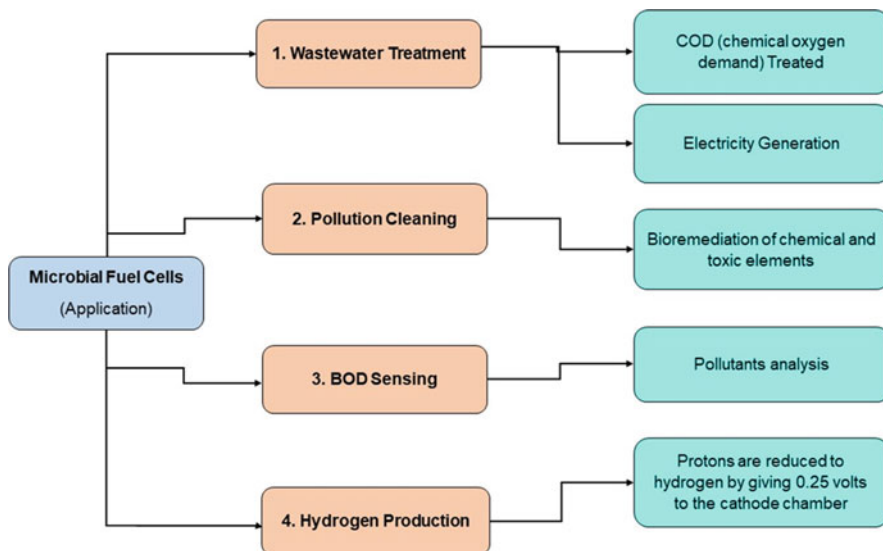 1. Wastewater Treatment
COD (chemical oxygen
demand) Treated
Electricity Generation
2. Pollution Cleaning
Bioremediation of chemical and
toxic elements
Microbial Fuel Cells
(Application)
3. BOD Sensing
Pollutants analysis
4. Hydrogen Production
Protons are reduced to
hydrogen by giving 0.25 volts
to the cathode chamber